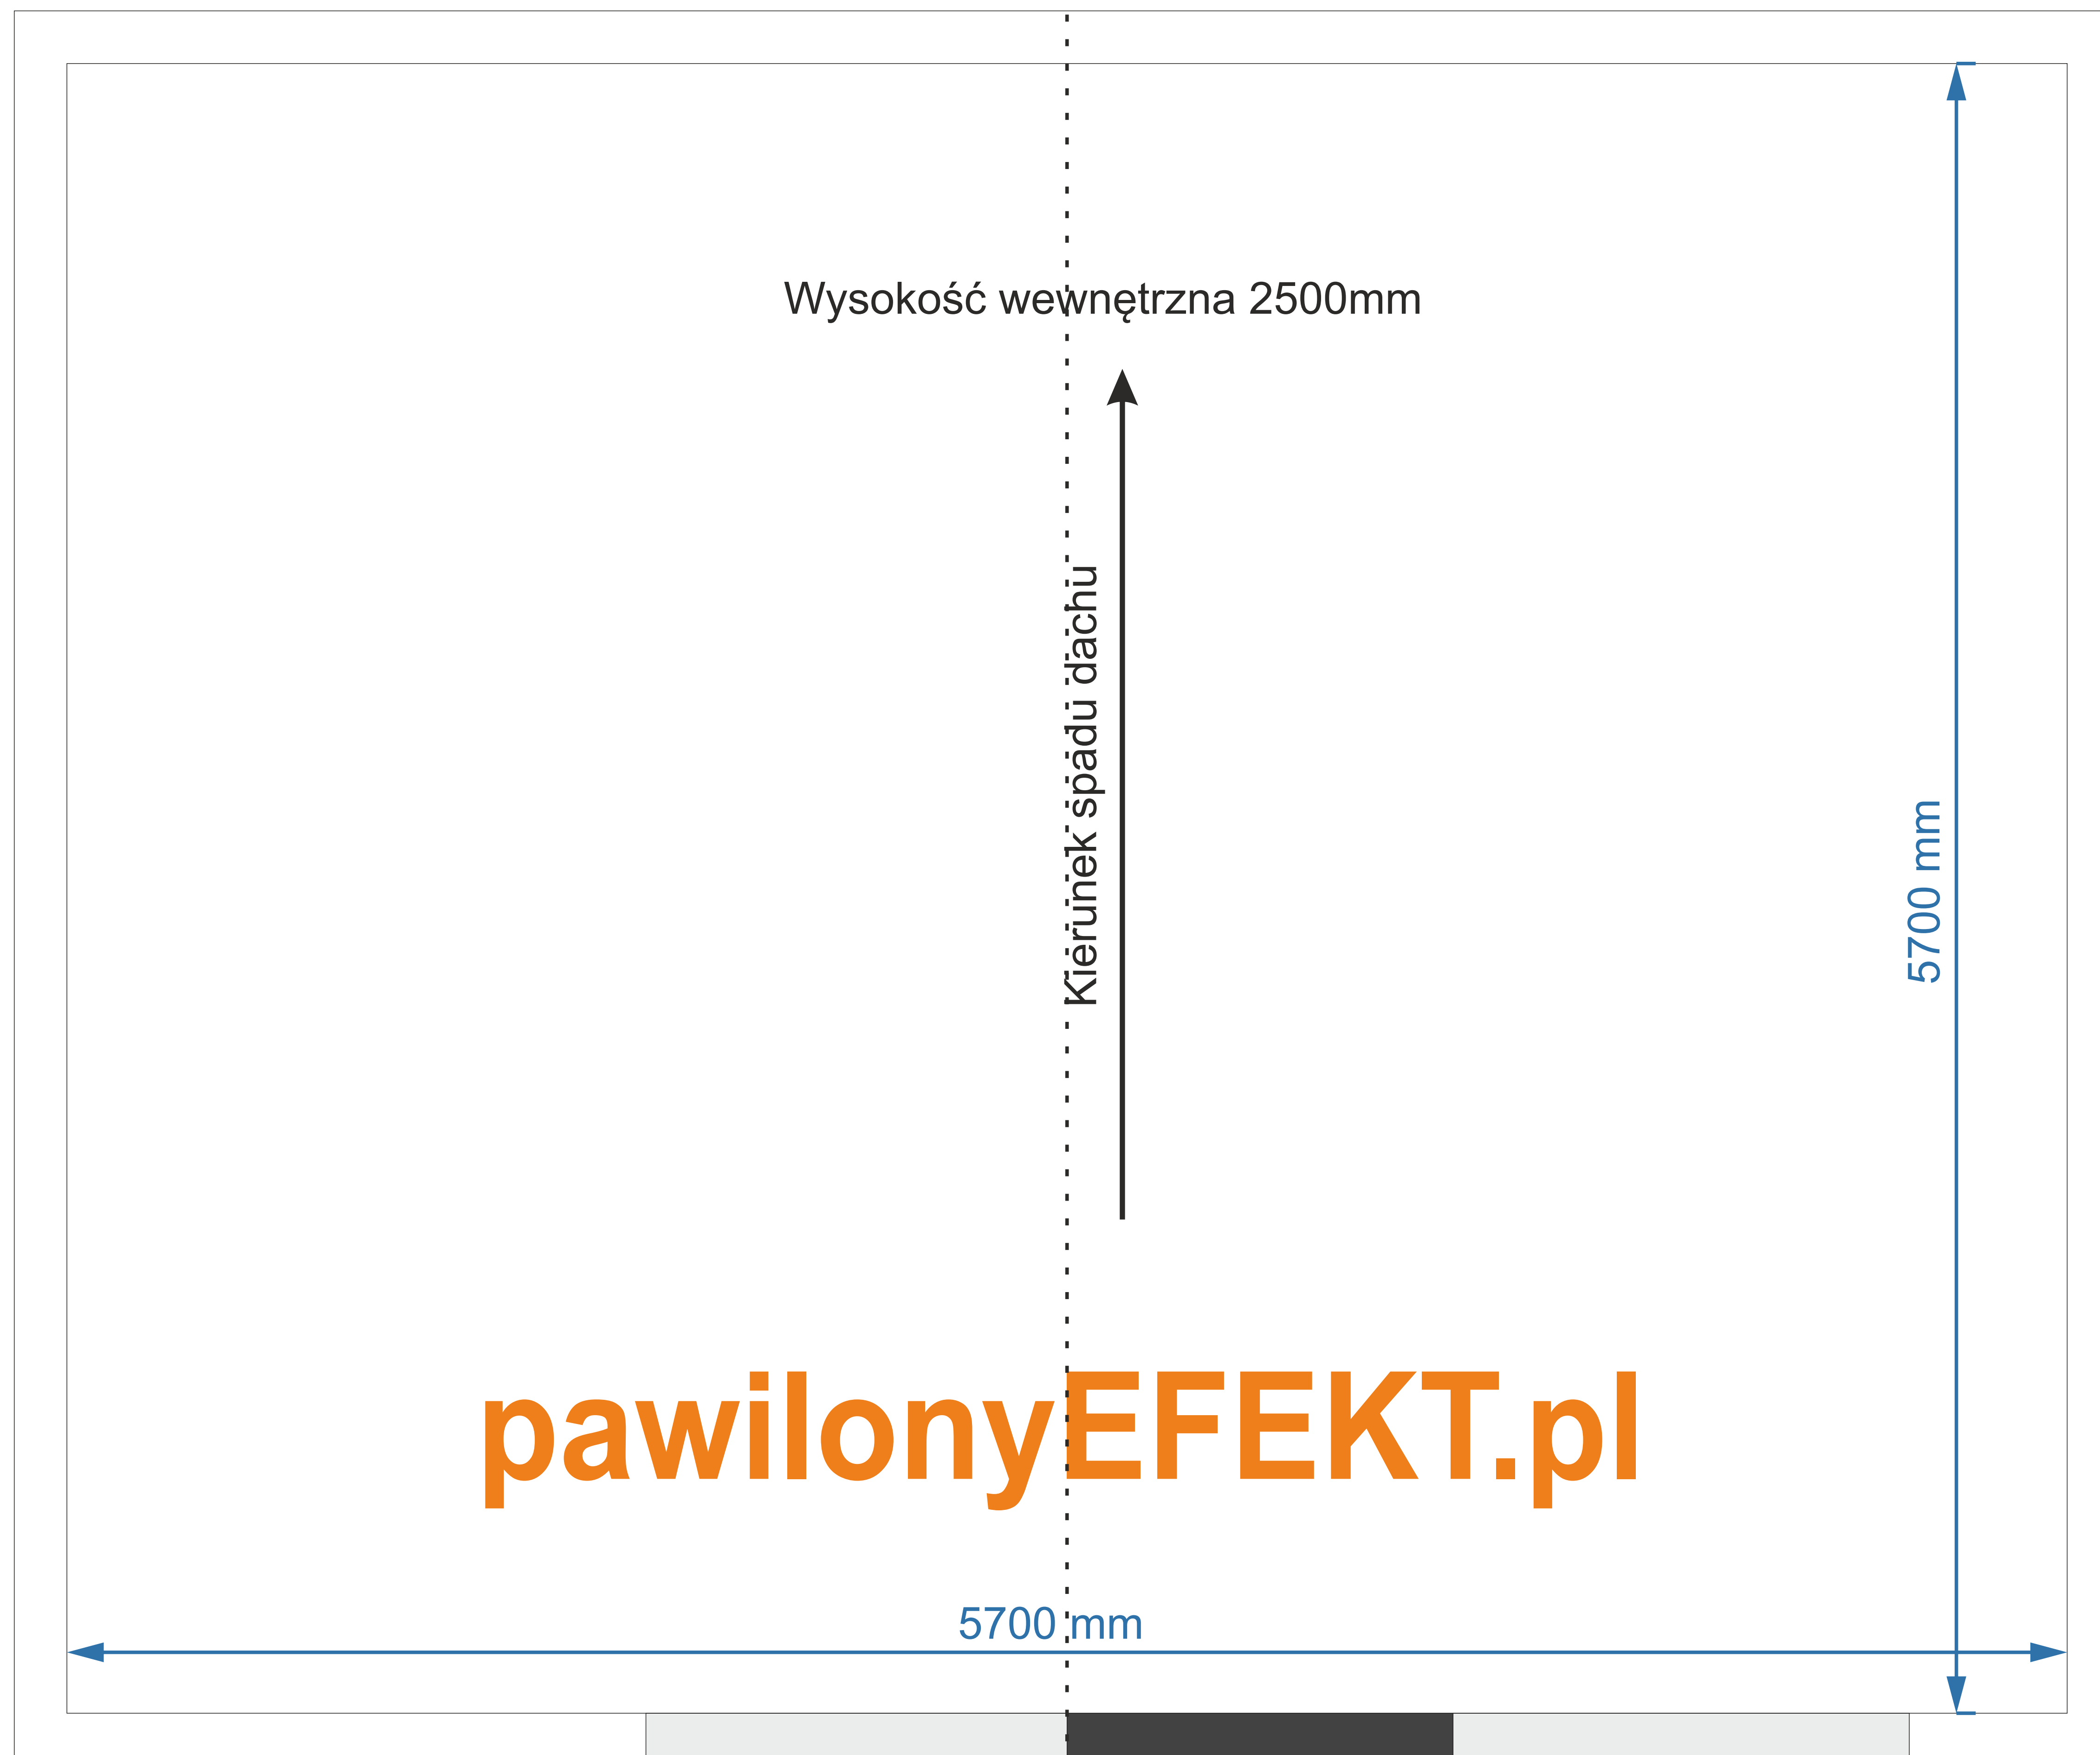 Wysokość wewnętrzna 2500mm
Kierunek spadu dachu
5700 mm
pawilonyEFEKT.pl
5700 mm